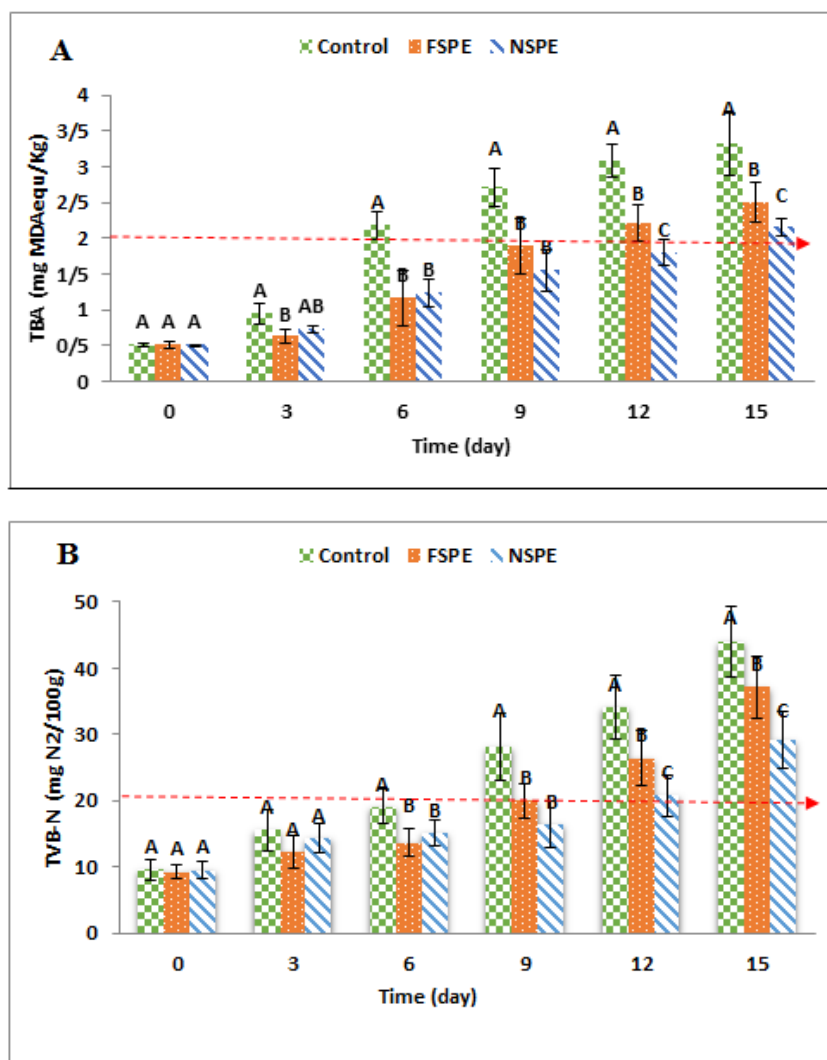 A
Control FSPE NSPE
TBA (mg MDAequ/Kg)
4
3/5
3
2/5
2
1/5
1
0/5
0
A A A
A B AB
A B B
A B B
A B C
A B C
0 3 6 9 12 15
Time (day)
B
Control FSPE NSPE
TVB-N (mg N2/100g)
50
40
30
20
10
0
A A A
A A A
A B B
A B B
A B C
A B C
0 3 6 9 12 15
Time (day)